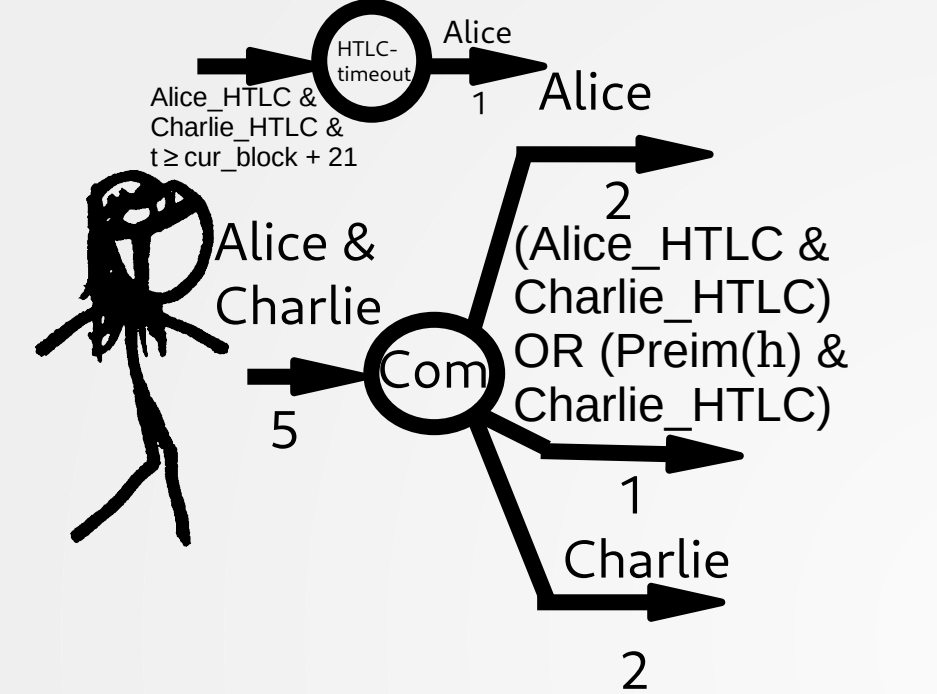 HTLC-
timeout
Alice
1
Alice_HTLC &
Charlie_HTLC &
t ≥ cur_block + 21
Alice
2
Alice &
Charlie
5
Com
(Alice_HTLC &
Charlie_HTLC)
OR (Preim(h) &
Charlie_HTLC)
1
Charlie
2